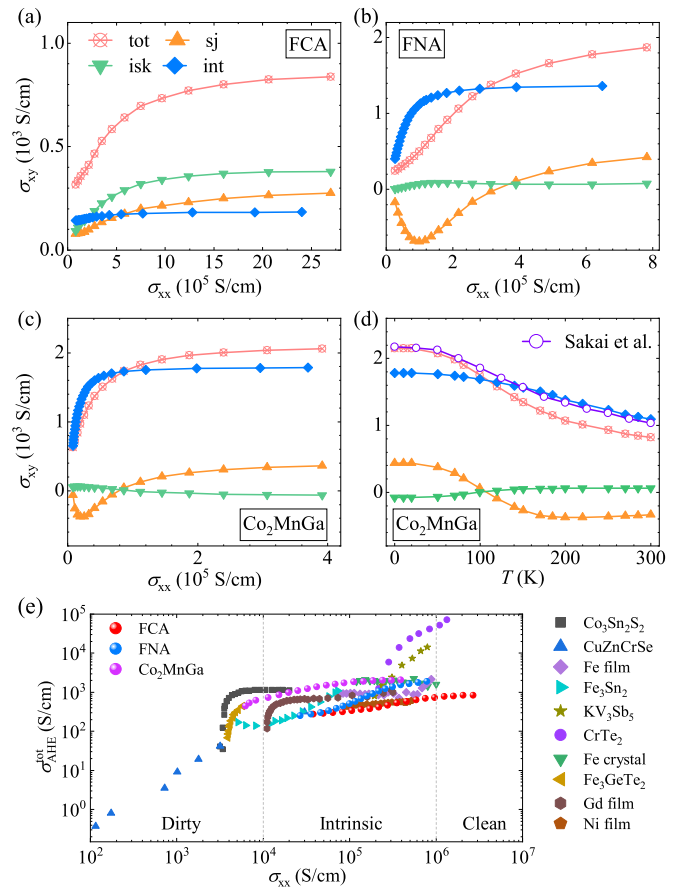 (a)
1.0
tot
sj
FCA
isk
int
0.5
0.0
σxy (10³ S/cm)
0 5 10 15 20 25
σxx (10⁵ S/cm)
(b)
2
FNA
1
0
0 2 4 6 8
σxx (10⁵ S/cm)
(c)
2
1
0
σxy (10³ S/cm)
Co₂MnGa
0 2 4
σxx (10⁵ S/cm)
(d)
Sakai et al.
2
1
0
Co₂MnGa
0 100 200 300
T (K)
(e)
10⁵
10⁴
10³
10²
10¹
10⁰
σᵗᵒᵗAHE (S/cm)
FCA
FNA
Co₂MnGa
Dirty Intrinsic Clean
10² 10³ 10⁴ 10⁵ 10⁶ 10⁷
σxx (S/cm)
Co₃Sn₂S₂
CuZnCrSe
Fe film
Fe₃Sn₂
KV₃Sb₅
CrTe₂
Fe crystal
Fe₃GeTe₂
Gd film
Ni film